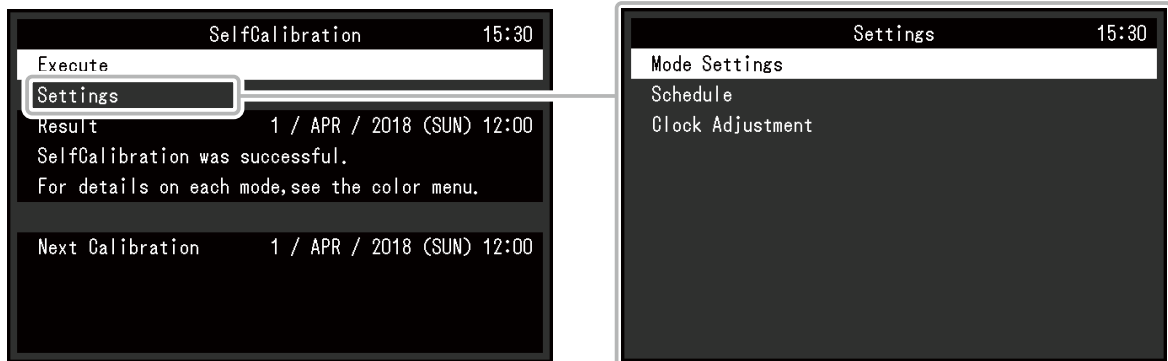 SelfCalibration 15:30
Execute
Settings
Result 1 / APR / 2018 (SUN) 12:00
SelfCalibration was successful.
For details on each mode,see the color menu.
Next Calibration 1 / APR / 2018 (SUN) 12:00
Settings 15:30
Mode Settings
Schedule
Clock Adjustment